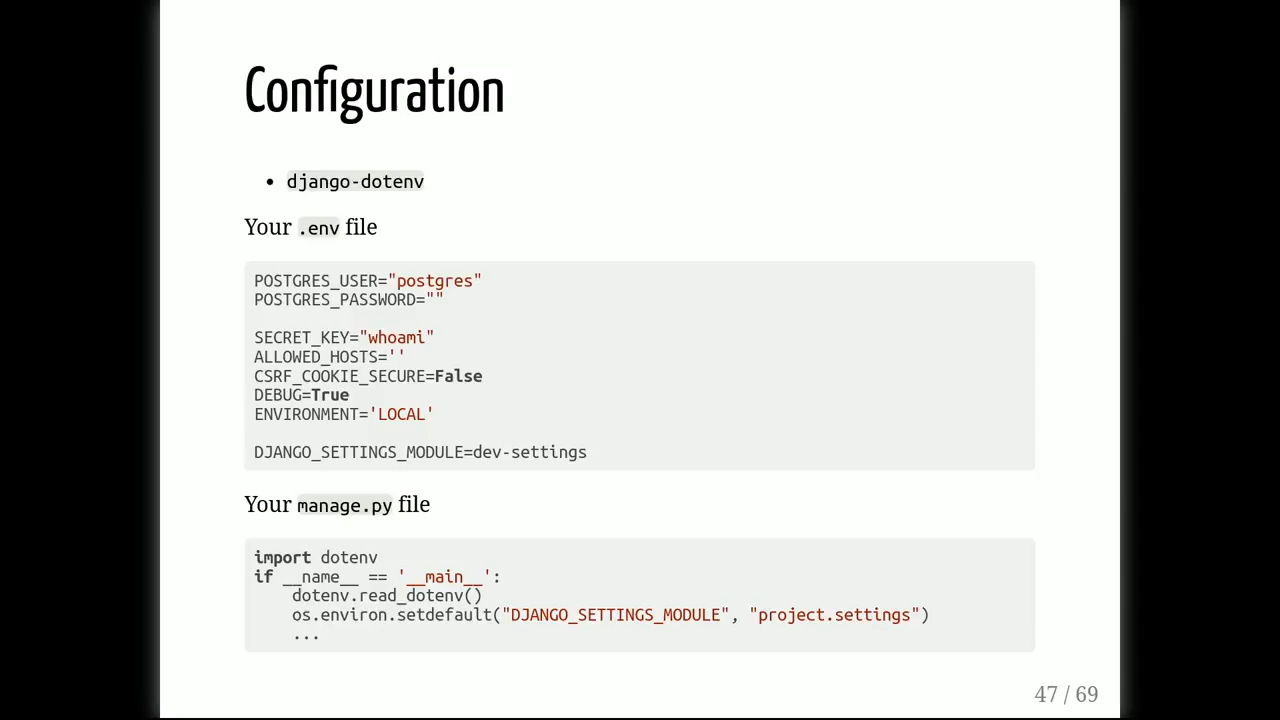 Configuration
• django-dotenv
Your .env file
POSTGRES_USER="postgres"
POSTGRES_PASSWORD=""
SECRET_KEY="whoami"
ALLOWED_HOSTS=''
CSRF_COOKIE_SECURE=False
DEBUG=True
ENVIRONMENT='LOCAL'
DJANGO_SETTINGS_MODULE=dev-settings
Your manage.py file
import dotenv
if __name__ == '__main__':
    dotenv.read_dotenv()
    os.environ.setdefault("DJANGO_SETTINGS_MODULE", "project.settings")
    ...
47 / 69